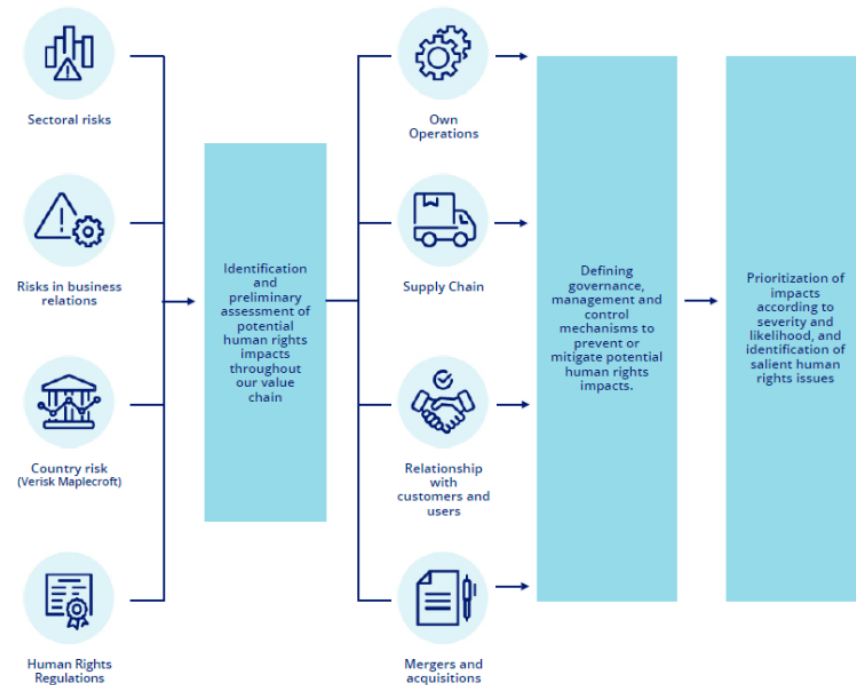 Sectoral risks
Risks in business
relations
Country risk
(Verisk Maplecroft)
Human Rights
Regulations
Identification
and
preliminary
assessment of
potential
human rights
impacts
throughout
our value
chain
Own
Operations
Supply Chain
Relationship
with
customers and
users
Mergers and
acquisitions
Defining
governance,
management and
control
mechanisms to
prevent or
mitigate potential
human rights
impacts.
Prioritization of
impacts
according to
severity and
likelihood, and
identification of
salient human
rights issues